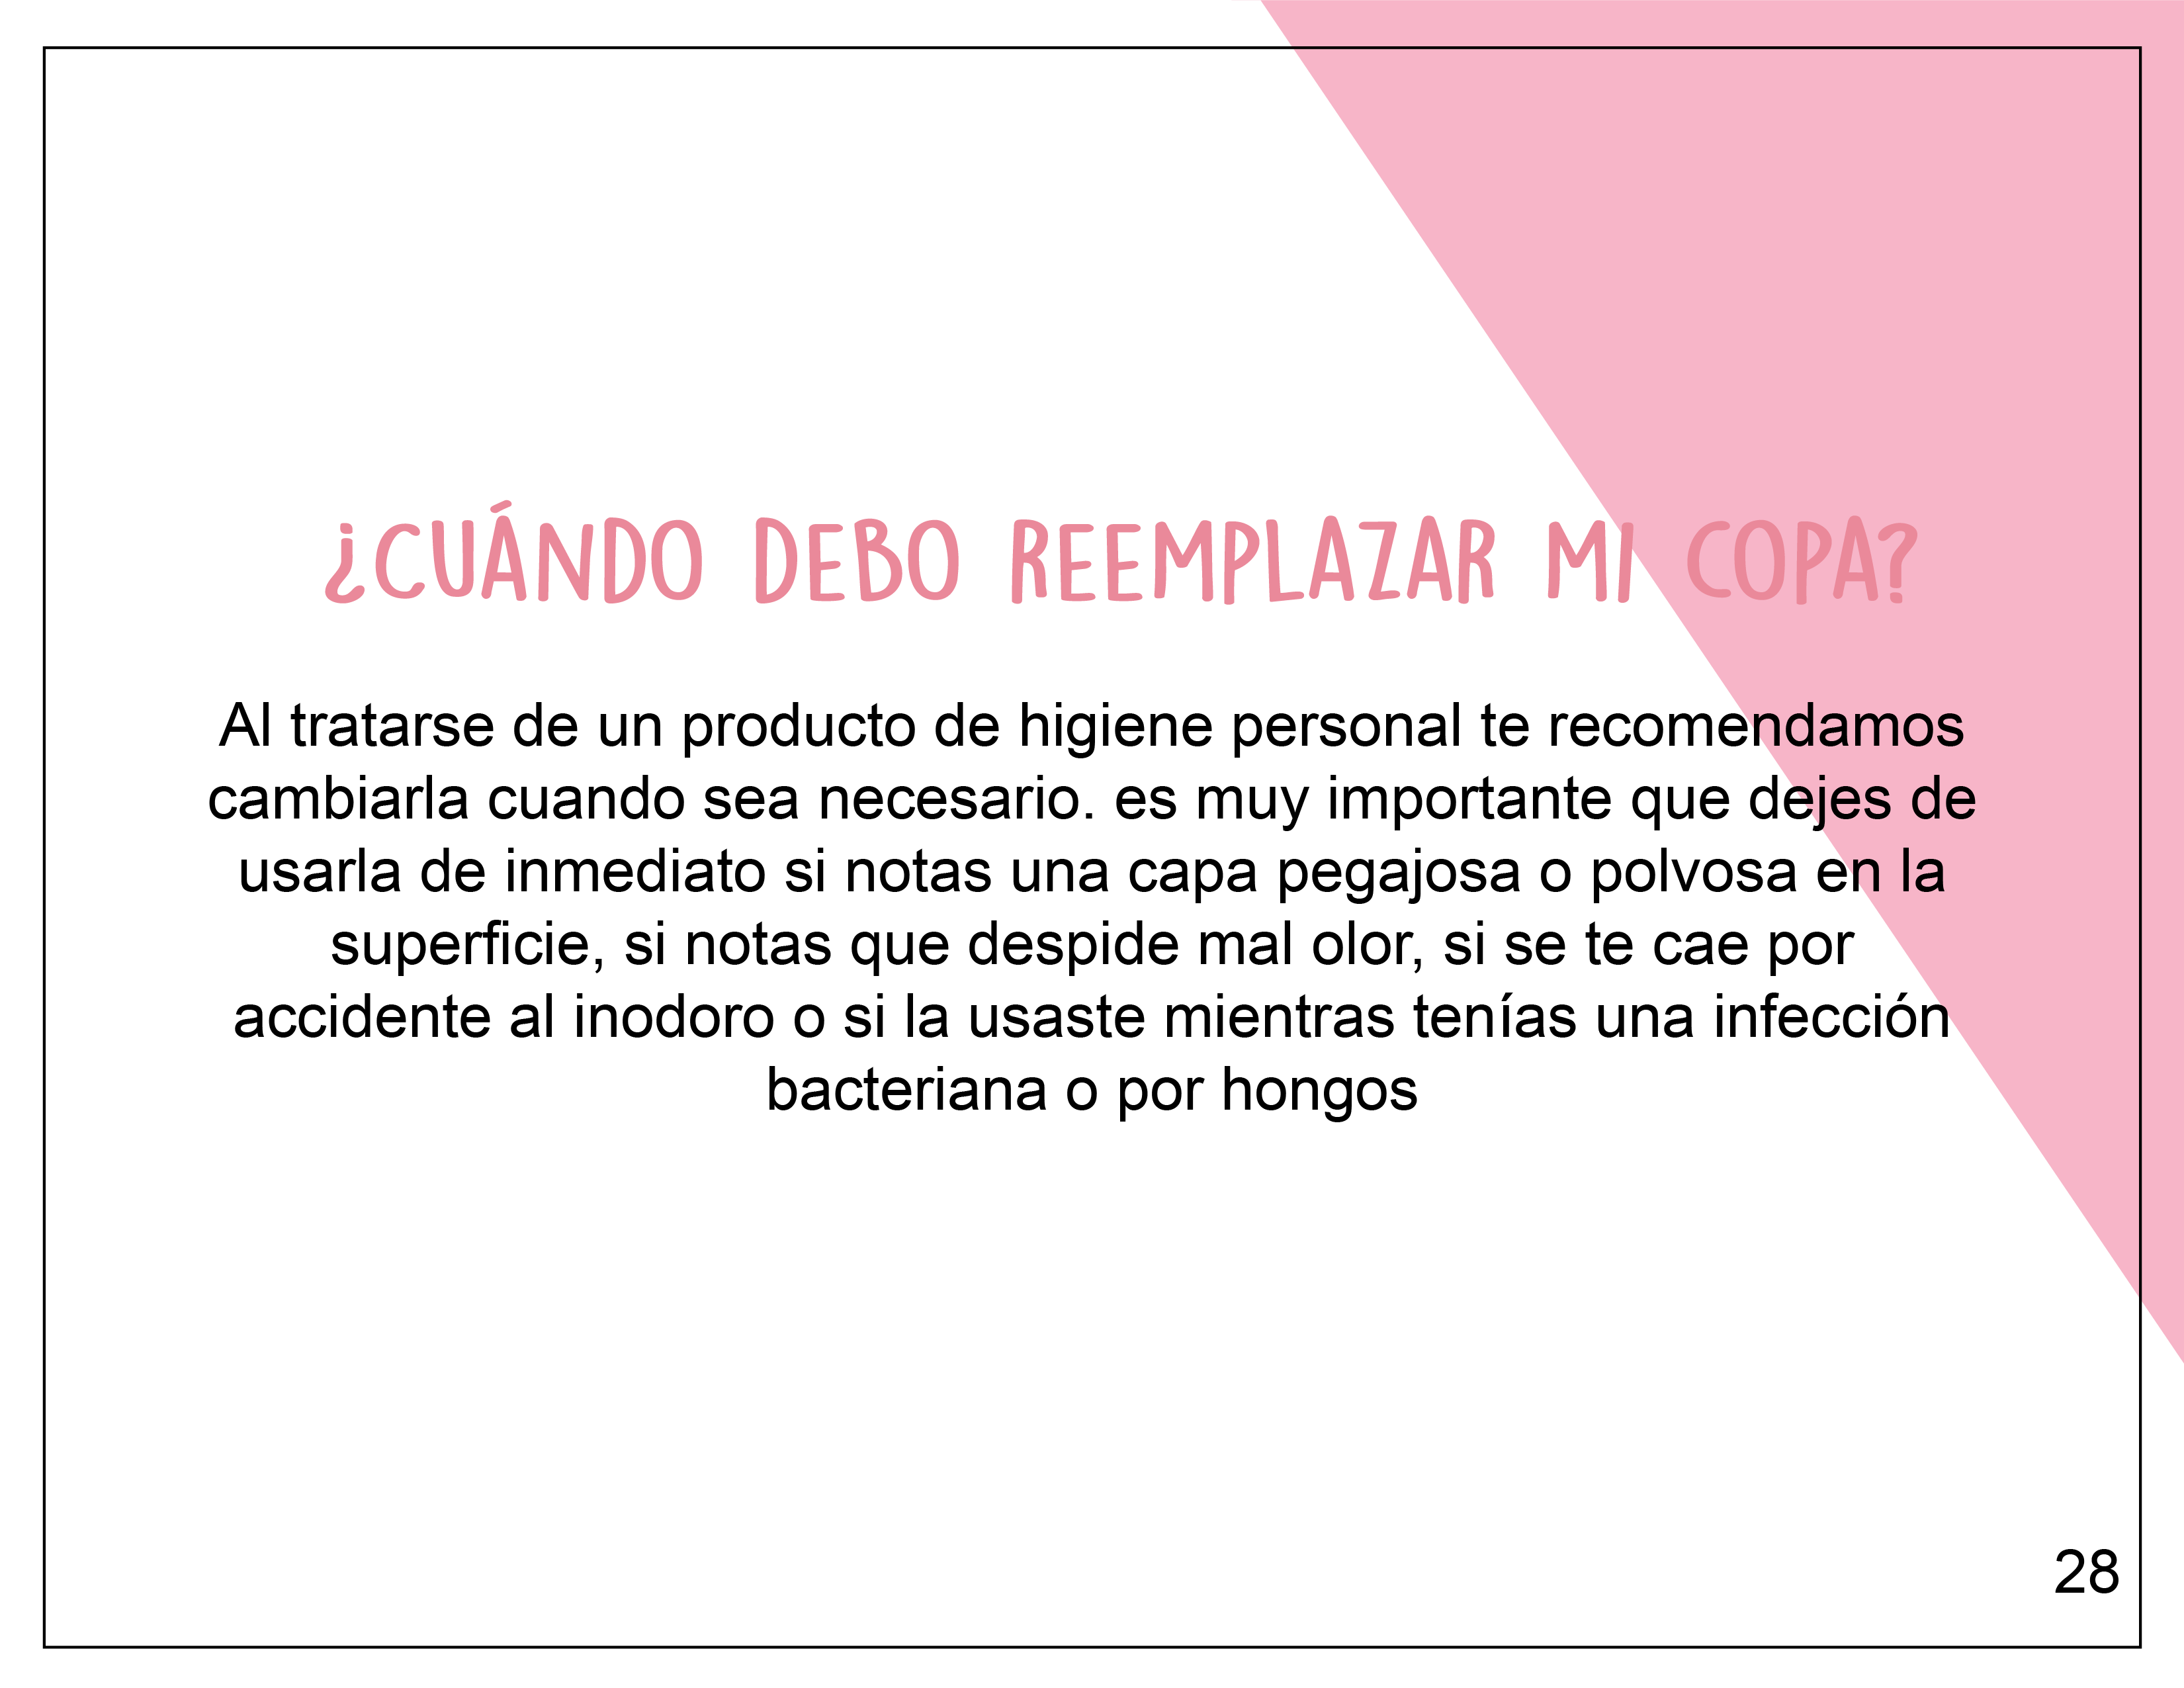 ¿CUÁNDO DEBO REEMPLAZAR MI COPA?
Al tratarse de un producto de higiene personal te recomendamos
cambiarla cuando sea necesario. es muy importante que dejes de
usarla de inmediato si notas una capa pegajosa o polvosa en la
superficie, si notas que despide mal olor, si se te cae por
accidente al inodoro o si la usaste mientras tenías una infección
bacteriana o por hongos
28